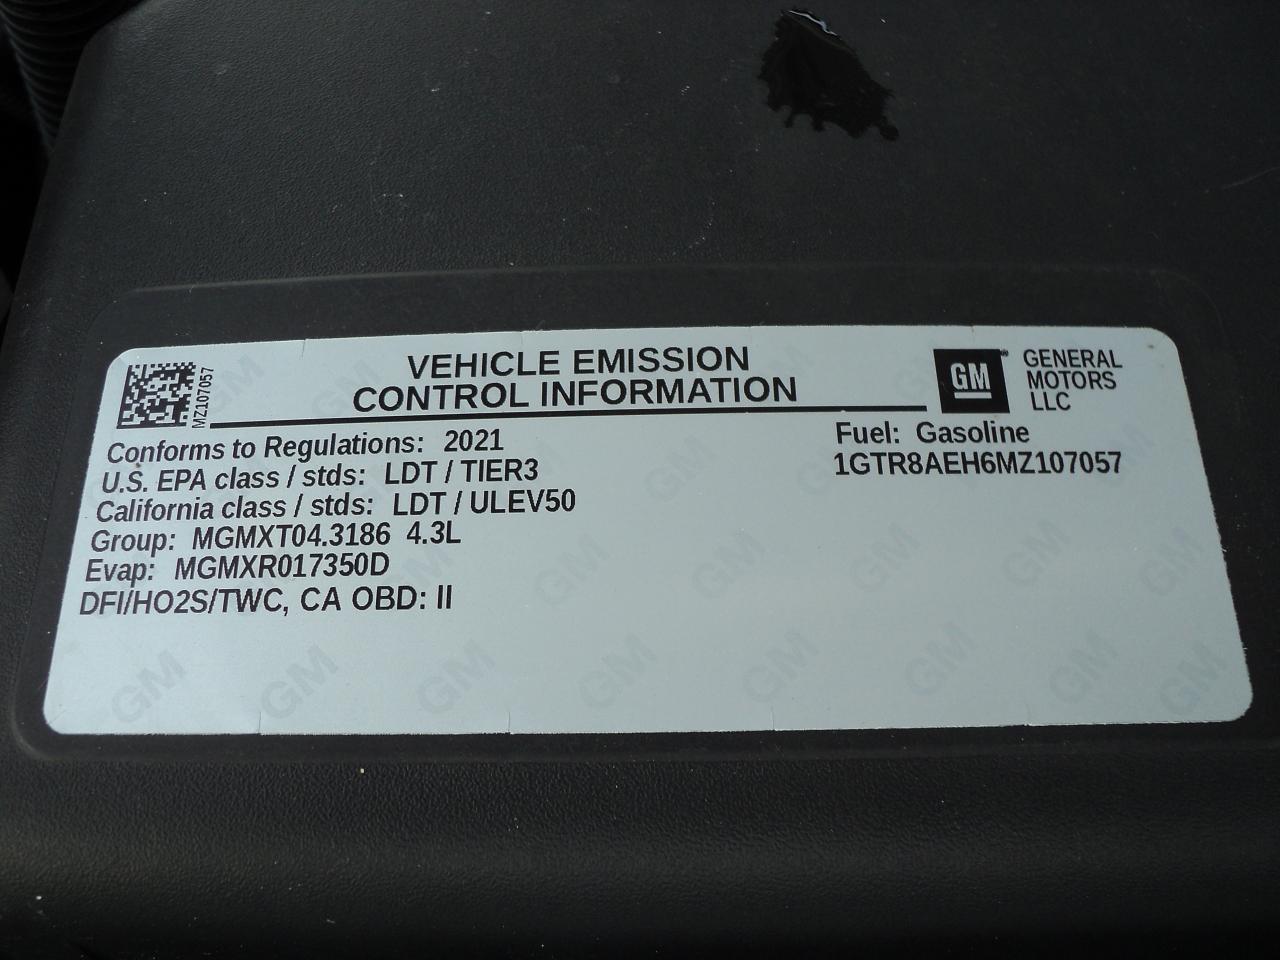 VEHICLE EMISSION
CONTROL INFORMATION
MZ107057
GM
GENERAL
MOTORS
LLC
Conforms to Regulations: 2021
U.S. EPA class / stds: LDT / TIER3
California class / stds: LDT / ULEV50
Group: MGMXT04.3186 4.3L
Evap: MGMXR017350D
DFI/HO2S/TWC, CA OBD: II
Fuel: Gasoline
1GTR8AEH6MZ107057